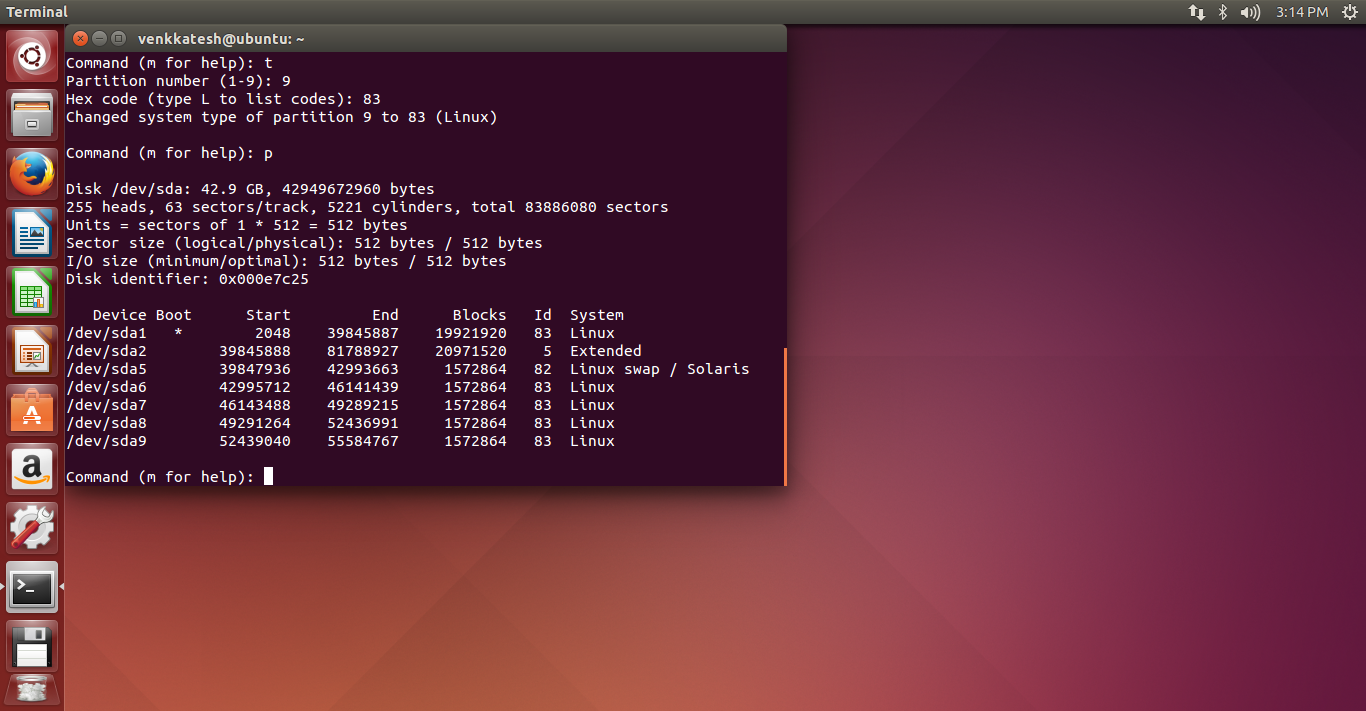 Terminal
3:14 PM
venkkatesh@ubuntu: ~
Command (m for help): t
Partition number (1-9): 9
Hex code (type L to list codes): 83
Changed system type of partition 9 to 83 (Linux)
Command (m for help): p
Disk /dev/sda: 42.9 GB, 42949672960 bytes
255 heads, 63 sectors/track, 5221 cylinders, total 83886080 sectors
Units = sectors of 1 * 512 = 512 bytes
Sector size (logical/physical): 512 bytes / 512 bytes
I/O size (minimum/optimal): 512 bytes / 512 bytes
Disk identifier: 0x000e7c25
Device Boot Start End Blocks Id System
/dev/sda1 * 2048 39845887 19921920 83 Linux
/dev/sda2 39845888 81788927 20971520 5 Extended
/dev/sda5 39847936 42993663 1572864 82 Linux swap / Solaris
/dev/sda6 42995712 46141439 1572864 83 Linux
/dev/sda7 46143488 49289215 1572864 83 Linux
/dev/sda8 49291264 52436991 1572864 83 Linux
/dev/sda9 52439040 55584767 1572864 83 Linux
Command (m for help):